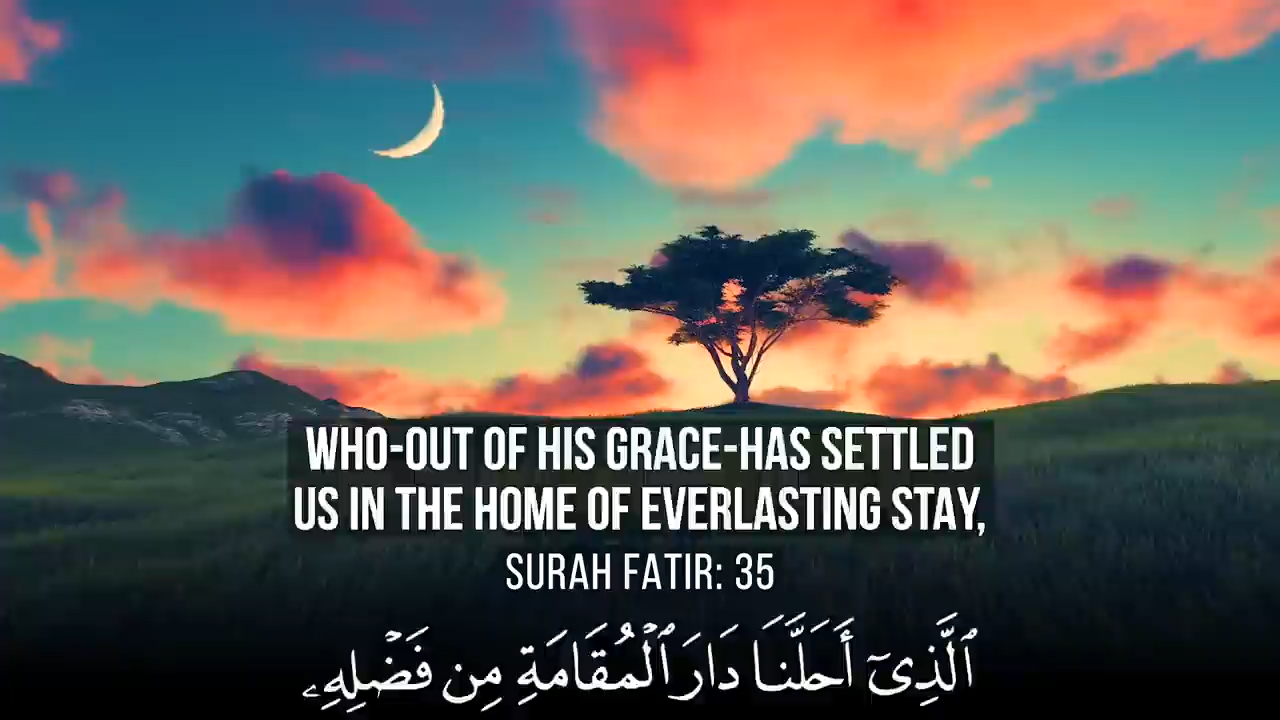 WHO-OUT OF HIS GRACE-HAS SETTLED
US IN THE HOME OF EVERLASTING STAY,
SURAH FATIR: 35
ٱلَّذِىٓ أَحَلَّنَا دَارَ ٱلْمُقَامَةِ مِن فَضْلِهِۦ